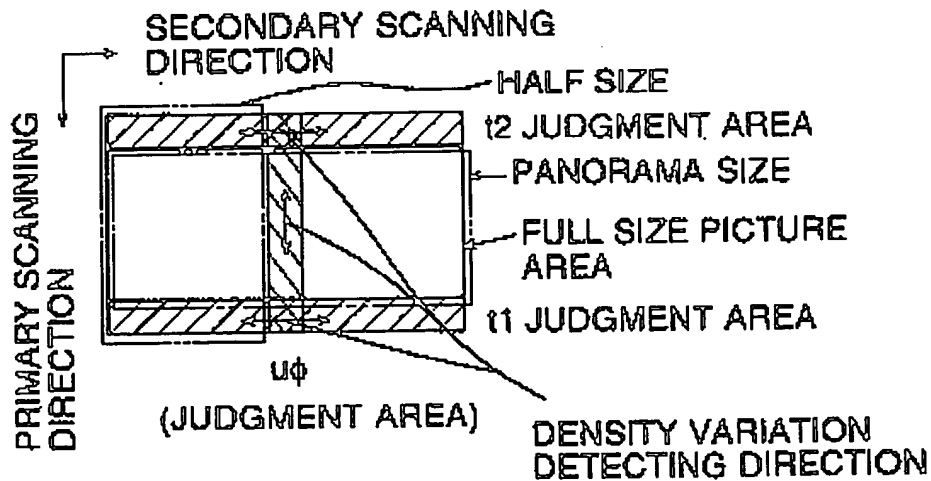 SECONDARY SCANNING
DIRECTION
HALF SIZE
t2 JUDGMENT AREA
PANORAMA SIZE
FULL SIZE PICTURE
AREA
t1 JUDGMENT AREA
PRIMARY SCANNING
DIRECTION
uϕ
(JUDGMENT AREA)
DENSITY VARIATION
DETECTING DIRECTION